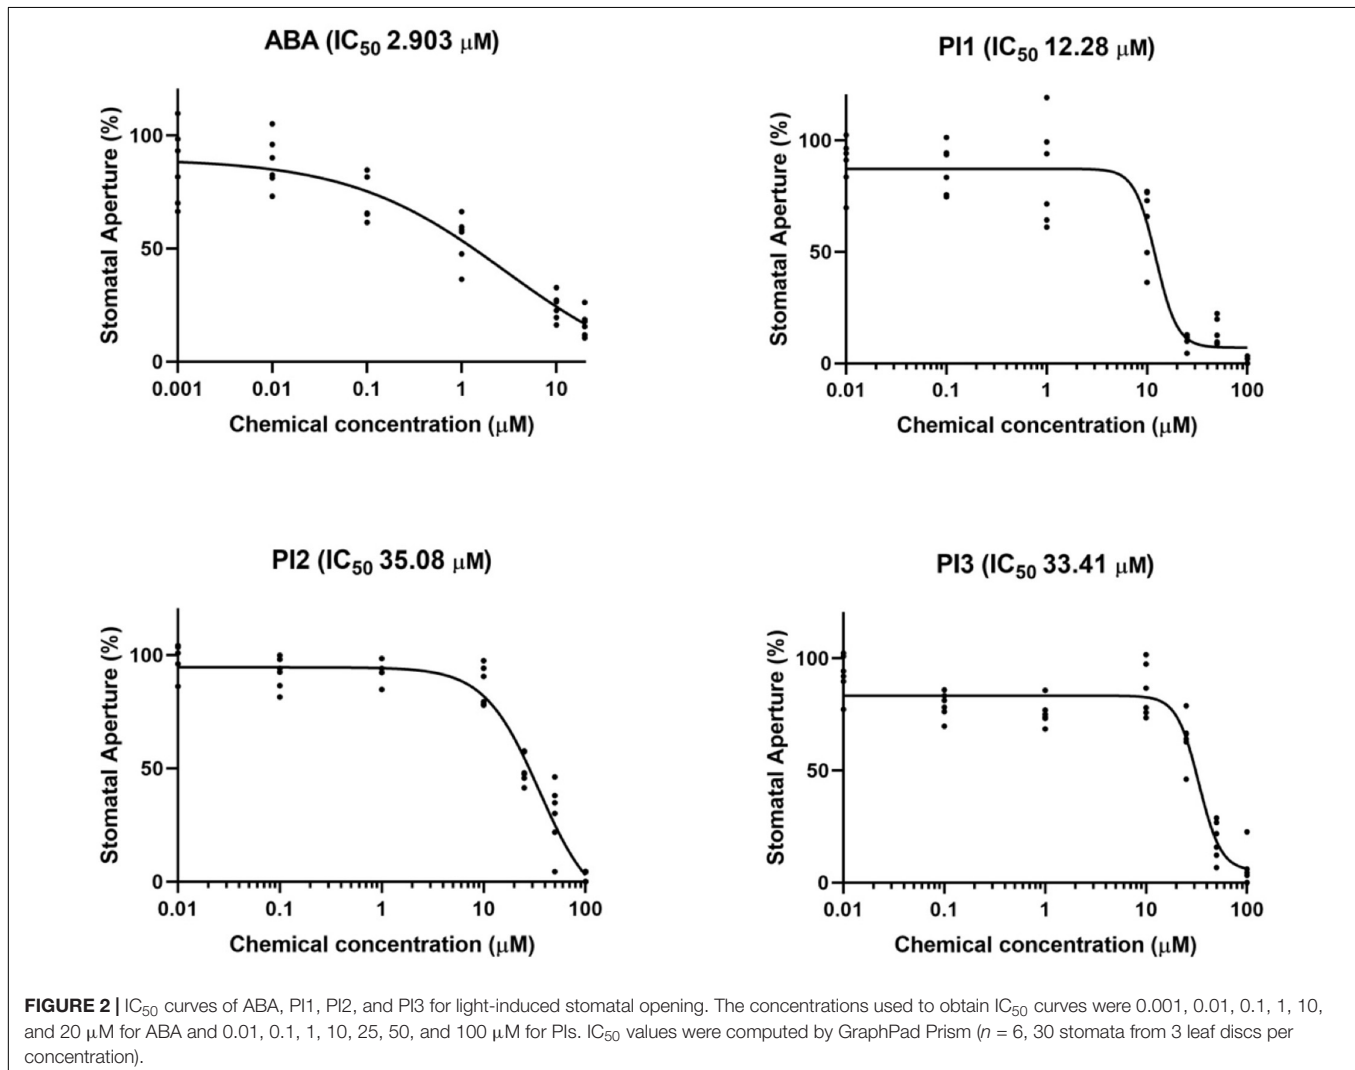 ABA (IC50 2.903 μM)
Stomatal Aperture (%)
100
50
0
0.001 0.01 0.1 1 10
Chemical concentration (μM)
PI1 (IC50 12.28 μM)
Stomatal Aperture (%)
100
50
0
0.01 0.1 1 10 100
Chemical concentration (μM)
PI2 (IC50 35.08 μM)
Stomatal Aperture (%)
100
50
0
0.01 0.1 1 10 100
Chemical concentration (μM)
PI3 (IC50 33.41 μM)
Stomatal Aperture (%)
100
50
0
0.01 0.1 1 10 100
Chemical concentration (μM)
FIGURE 2 | IC50 curves of ABA, PI1, PI2, and PI3 for light-induced stomatal opening. The concentrations used to obtain IC50 curves were 0.001, 0.01, 0.1, 1, 10,
and 20 μM for ABA and 0.01, 0.1, 1, 10, 25, 50, and 100 μM for PIs. IC50 values were computed by GraphPad Prism (n = 6, 30 stomata from 3 leaf discs per
concentration).